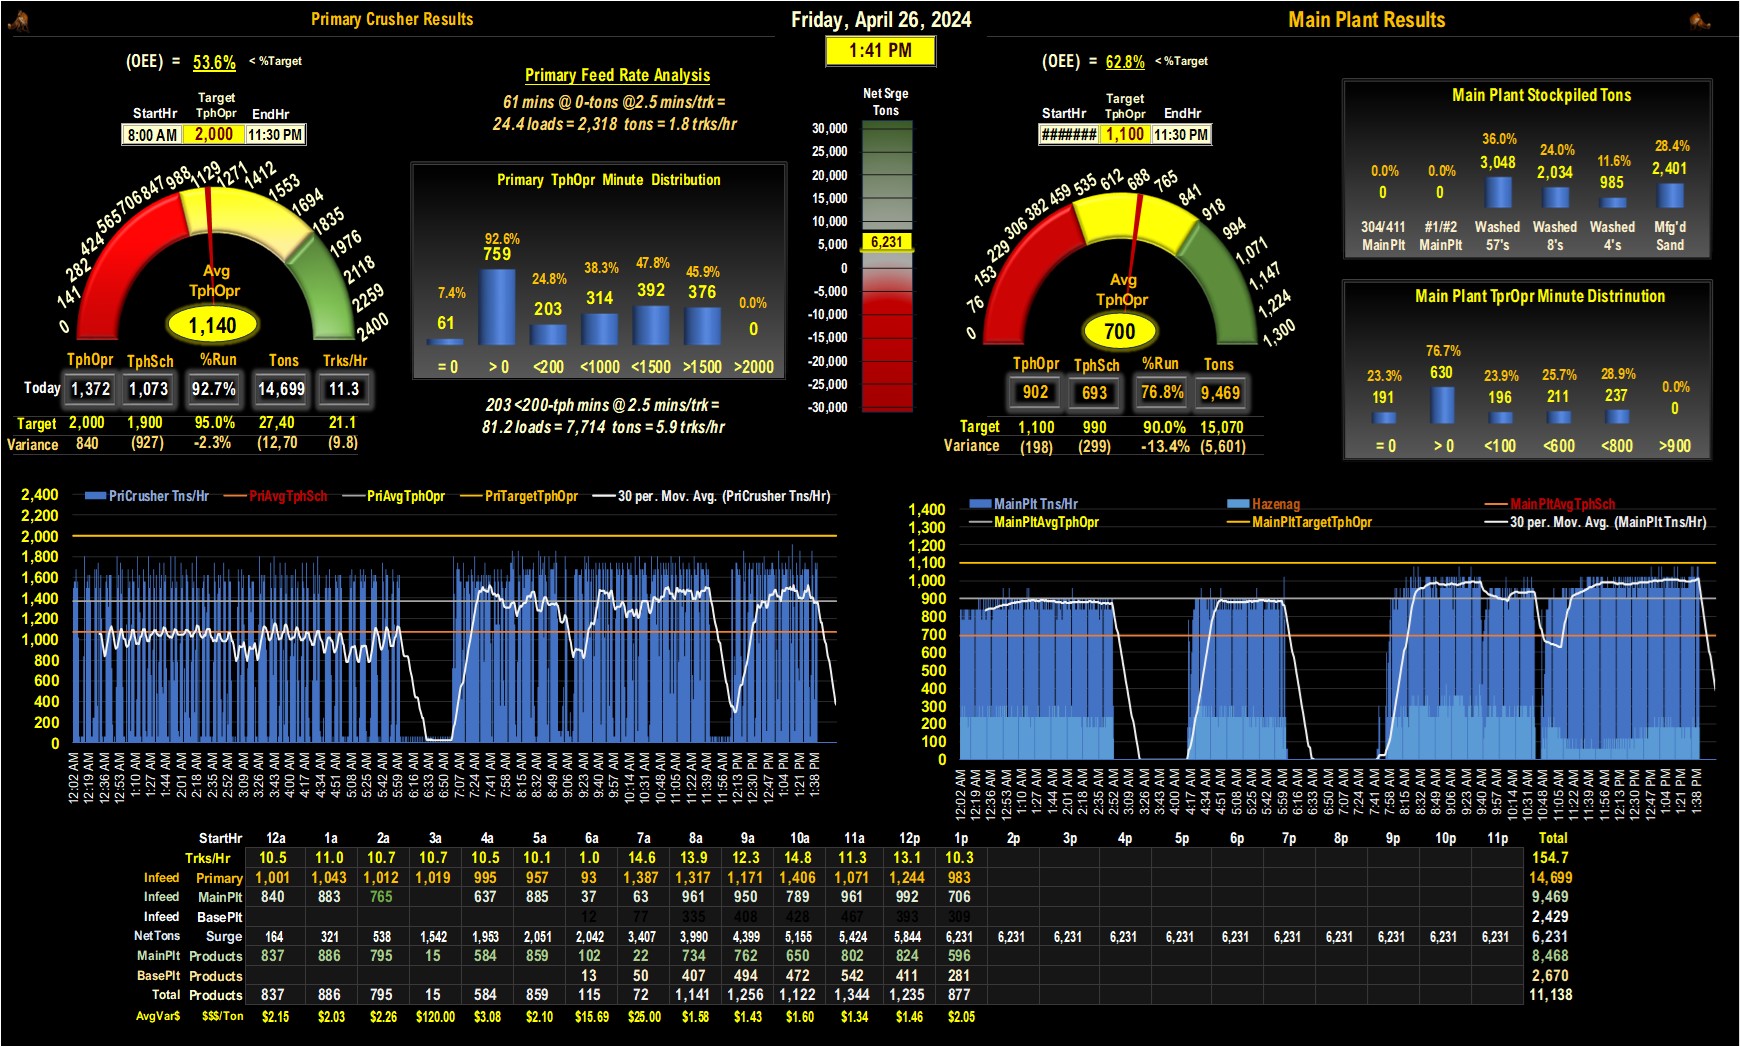 Primary Crusher Results
Friday, April 26, 2024
Main Plant Results
1:41 PM
(OEE) = 53.6% < %Target
Target
StartHr TphOpr EndHr
8:00 AM 2,000 11:30 PM
Primary Feed Rate Analysis
61 mins @ 0-tons @2.5 mins/trk =
24.4 loads = 2,318 tons = 1.8 trks/hr
0 141 282 424 565 706 847 988 1129 1271 1412 1553 1694 1835 1976 2118 2259 2400
Avg
TphOpr
1,140
Primary TphOpr Minute Distribution
7.4% 92.6% 24.8% 38.3% 47.8% 45.9% 0.0%
61 759 203 314 392 376 0
= 0 > 0 <200 <1000 <1500 >1500 >2000
203 <200-tph mins @ 2.5 mins/trk =
81.2 loads = 7,714 tons = 5.9 trks/hr
TphOpr TphSch %Run Tons Trks/Hr
Today 1,372 1,073 92.7% 14,699 11.3
Target 2,000 1,900 95.0% 27,40 21.1
Variance 840 (927) -2.3% (12,70 (9.8)
Net Srge
Tons
30,000
25,000
20,000
15,000
10,000
6,231
5,000
0
-5,000
-10,000
-15,000
-20,000
-25,000
-30,000
(OEE) = 62.8% < %Target
Target
StartHr TphOpr EndHr
####### 1,100 11:30 PM
0 76 153 229 306 382 459 535 612 688 765 841 918 994 1,071 1,147 1,224 1,300
Avg
TphOpr
700
TphOpr TphSch %Run Tons
902 693 76.8% 9,469
Target 1,100 990 90.0% 15,070
Variance (198) (299) -13.4% (5,601)
Main Plant Stockpiled Tons
0.0% 0.0% 36.0% 24.0% 11.6% 28.4%
0 0 3,048 2,034 985 2,401
304/411 #1/#2 Washed Washed Washed Mfg'd
MainPlt MainPlt 57's 8's 4's Sand
Main Plant TprOpr Minute Distrinution
23.3% 76.7% 23.9% 25.7% 28.9% 0.0%
191 630 196 211 237 0
= 0 > 0 <100 <600 <800 >900
PriCrusher Tns/Hr PriAvgTphSch PriAvgTphOpr PriTargetTphOpr 30 per. Mov. Avg. (PriCrusher Tns/Hr)
2,400
2,200
2,000
1,800
1,600
1,400
1,200
1,000
800
600
400
200
0
12:02 AM 12:19 AM 12:36 AM 12:53 AM 1:10 AM 1:27 AM 1:44 AM 2:01 AM 2:18 AM 2:35 AM 2:52 AM 3:09 AM 3:26 AM 3:43 AM 4:00 AM 4:17 AM 4:34 AM 4:51 AM 5:08 AM 5:25 AM 5:42 AM 5:59 AM 6:16 AM 6:33 AM 6:50 AM 7:07 AM 7:24 AM 7:41 AM 7:58 AM 8:15 AM 8:32 AM 8:49 AM 9:06 AM 9:23 AM 9:40 AM 9:57 AM 10:14 AM 10:31 AM 10:48 AM 11:05 AM 11:22 AM 11:39 AM 11:56 AM 12:13 PM 12:30 PM 12:47 PM 1:04 PM 1:21 PM 1:38 PM
MainPlt Tns/Hr Hazenag MainPltAvgTphSch
MainPltAvgTphOpr MainPltTargetTphOpr 30 per. Mov. Avg. (MainPlt Tns/Hr)
1,400
1,300
1,200
1,100
1,000
900
800
700
600
500
400
300
200
100
0
12:02 AM 12:19 AM 12:36 AM 12:53 AM 1:10 AM 1:27 AM 1:44 AM 2:01 AM 2:18 AM 2:35 AM 2:52 AM 3:09 AM 3:26 AM 3:43 AM 4:00 AM 4:17 AM 4:34 AM 4:51 AM 5:08 AM 5:25 AM 5:42 AM 5:59 AM 6:16 AM 6:33 AM 6:50 AM 7:07 AM 7:24 AM 7:41 AM 7:58 AM 8:15 AM 8:32 AM 8:49 AM 9:06 AM 9:23 AM 9:40 AM 9:57 AM 10:14 AM 10:31 AM 10:48 AM 11:05 AM 11:22 AM 11:39 AM 11:56 AM 12:13 PM 12:30 PM 12:47 PM 1:04 PM 1:21 PM 1:38 PM
StartHr 12a 1a 2a 3a 4a 5a 6a 7a 8a 9a 10a 11a 12p 1p 2p 3p 4p 5p 6p 7p 8p 9p 10p 11p Total
Trks/Hr 10.5 11.0 10.7 10.7 10.5 10.1 1.0 14.6 13.9 12.3 14.8 11.3 13.1 10.3 154.7
Infeed Primary 1,001 1,043 1,012 1,019 995 957 93 1,387 1,317 1,171 1,406 1,071 1,244 983 14,699
Infeed MainPlt 840 883 765 637 885 37 63 961 950 789 961 992 706 9,469
Infeed BasePlt 12 77 335 408 428 467 393 309 2,429
NetTons Surge 164 321 538 1,542 1,953 2,051 2,042 3,407 3,990 4,399 5,155 5,424 5,844 6,231 6,231 6,231 6,231 6,231 6,231 6,231 6,231 6,231 6,231 6,231 6,231
MainPlt Products 837 886 795 15 584 859 102 22 734 762 650 802 824 596 8,468
BasePlt Products 13 50 407 494 472 542 411 281 2,670
Total Products 837 886 795 15 584 859 115 72 1,141 1,256 1,122 1,344 1,235 877 11,138
AvgVar$ $$$/Ton $2.15 $2.03 $2.26 $120.00 $3.08 $2.10 $15.69 $25.00 $1.58 $1.43 $1.60 $1.34 $1.46 $2.05